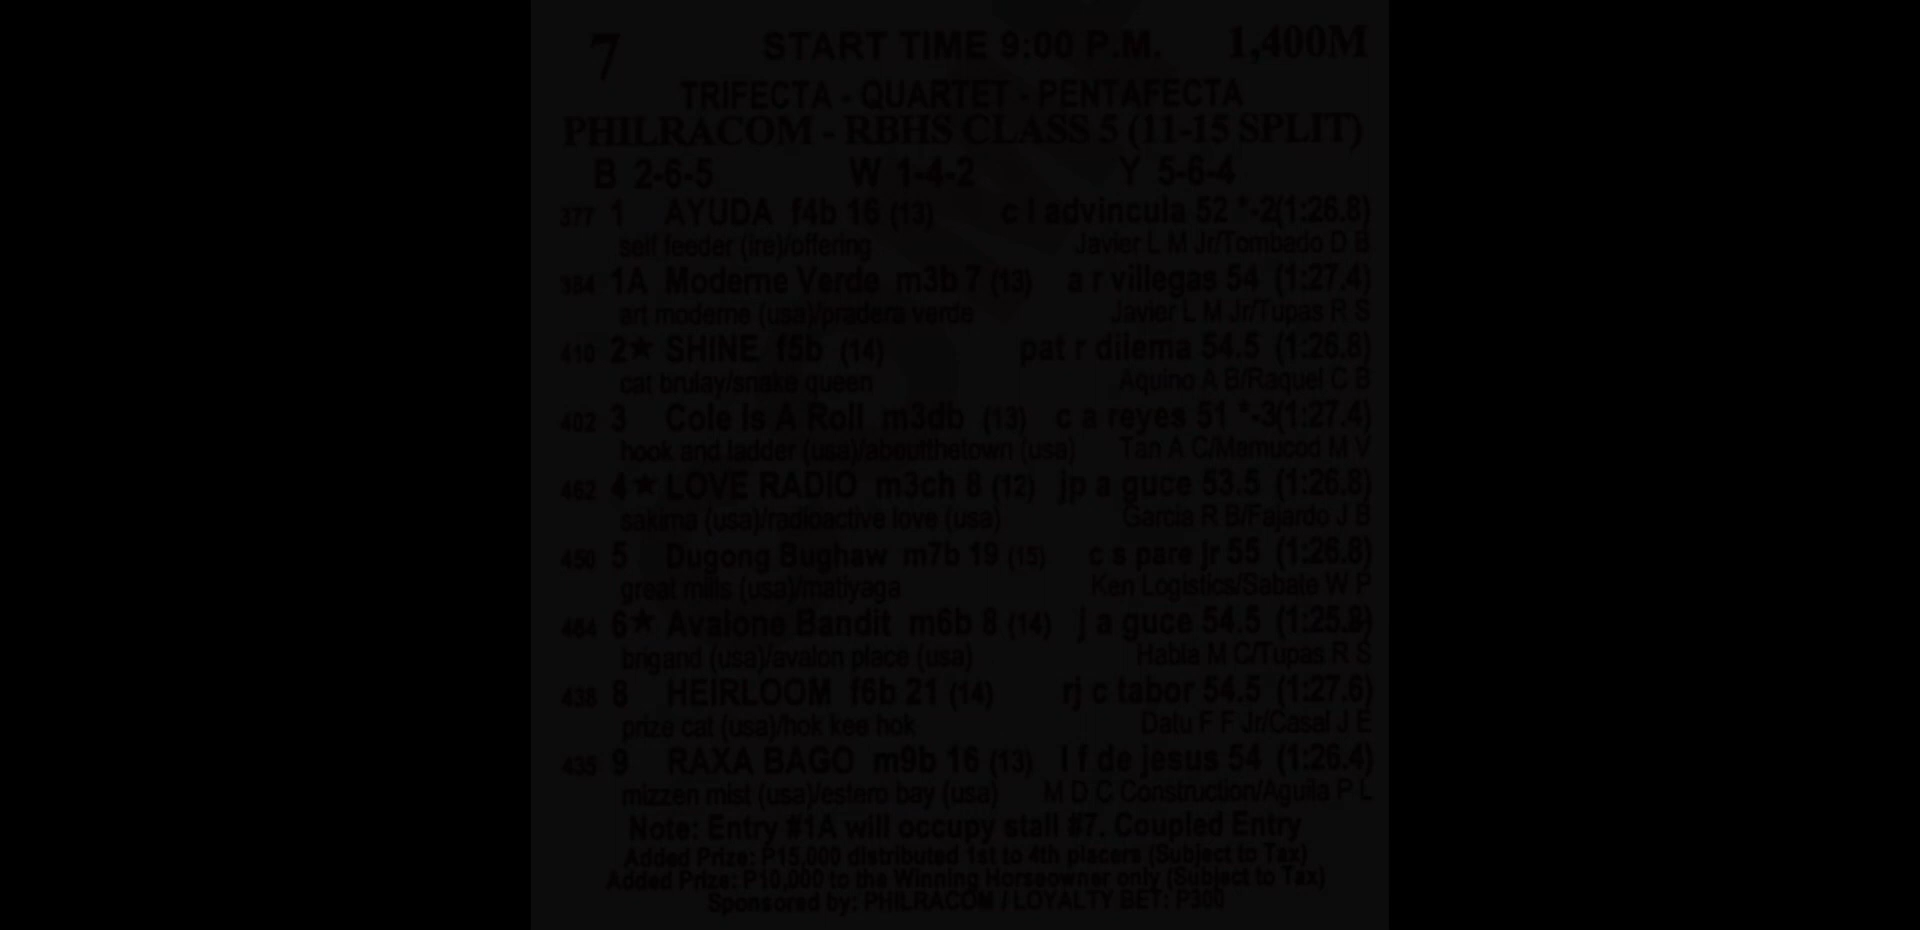 7 START TIME 9:00 P.M. 1,400M
TRIFECTA - QUARTET - PENTAFECTA
PHILRACOM - RBHS CLASS 5 (11-15 SPLIT)
B 2-6-5 W 1-4-2 Y 5-6-4
377 1 AYUDA f4b 16 (13) c l advincula 52 *-2(1:26.8)
self feeder (ire)/offering Javier L M Jr/Tombado D B
384 1A Moderne Verde m3b 7 (13) a r villegas 54 (1:27.4)
art moderne (usa)/pradera verde Javier L M Jr/Tupas R S
410 2★ SHINE f5b (14) pat r dilema 54.5 (1:26.8)
cat brulay/snake queen Aquino A B/Raquel C B
402 3 Cole Is A Roll m3db (13) c a reyes 51 *-3(1:27.4)
hook and ladder (usa)/aboutthetown (usa) Tan A C/Mamucod M V
462 4★ LOVE RADIO m3ch 8 (12) jp a guce 53.5 (1:26.8)
sakima (usa)/radioactive love (usa) Garcia R B/Fajardo J B
450 5 Dugong Bughaw m7b 19 (15) c s pare jr 55 (1:26.8)
great mills (usa)/matiyaga Ken Logistics/Sabale W P
464 6★ Avalone Bandit m6b 8 (14) j a guce 54.5 (1:25.8)
brigand (usa)/avalon place (usa) Habla M C/Tupas R S
438 8 HEIRLOOM f6b 21 (14) rj c tabor 54.5 (1:27.6)
prize cat (usa)/hok kee hok Datu F F Jr/Casal J E
435 9 RAXA BAGO m9b 16 (13) l f de jesus 54 (1:26.4)
mizzen mist (usa)/estero bay (usa) M D C Construction/Aguila P L
Note: Entry #1A will occupy stall #7. Coupled Entry
Added Prize: P15,000 distributed 1st to 4th placers (Subject to Tax)
Added Prize: P10,000 to the Winning Horseowner only (Subject to Tax)
Sponsored by: PHILRACOM / LOYALTY BET: P300